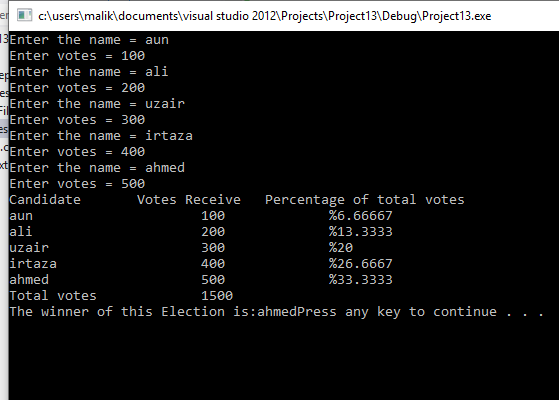 c:\users\malik\documents\visual studio 2012\Projects\Project13\Debug\Project13.exe
Enter the name = aun
Enter votes = 100
Enter the name = ali
Enter votes = 200
Enter the name = uzair
Enter votes = 300
Enter the name = irtaza
Enter votes = 400
Enter the name = ahmed
Enter votes = 500
Candidate Votes Receive Percentage of total votes
aun 100 %6.66667
ali 200 %13.3333
uzair 300 %20
irtaza 400 %26.6667
ahmed 500 %33.3333
Total votes 1500
The winner of this Election is:ahmedPress any key to continue . . .